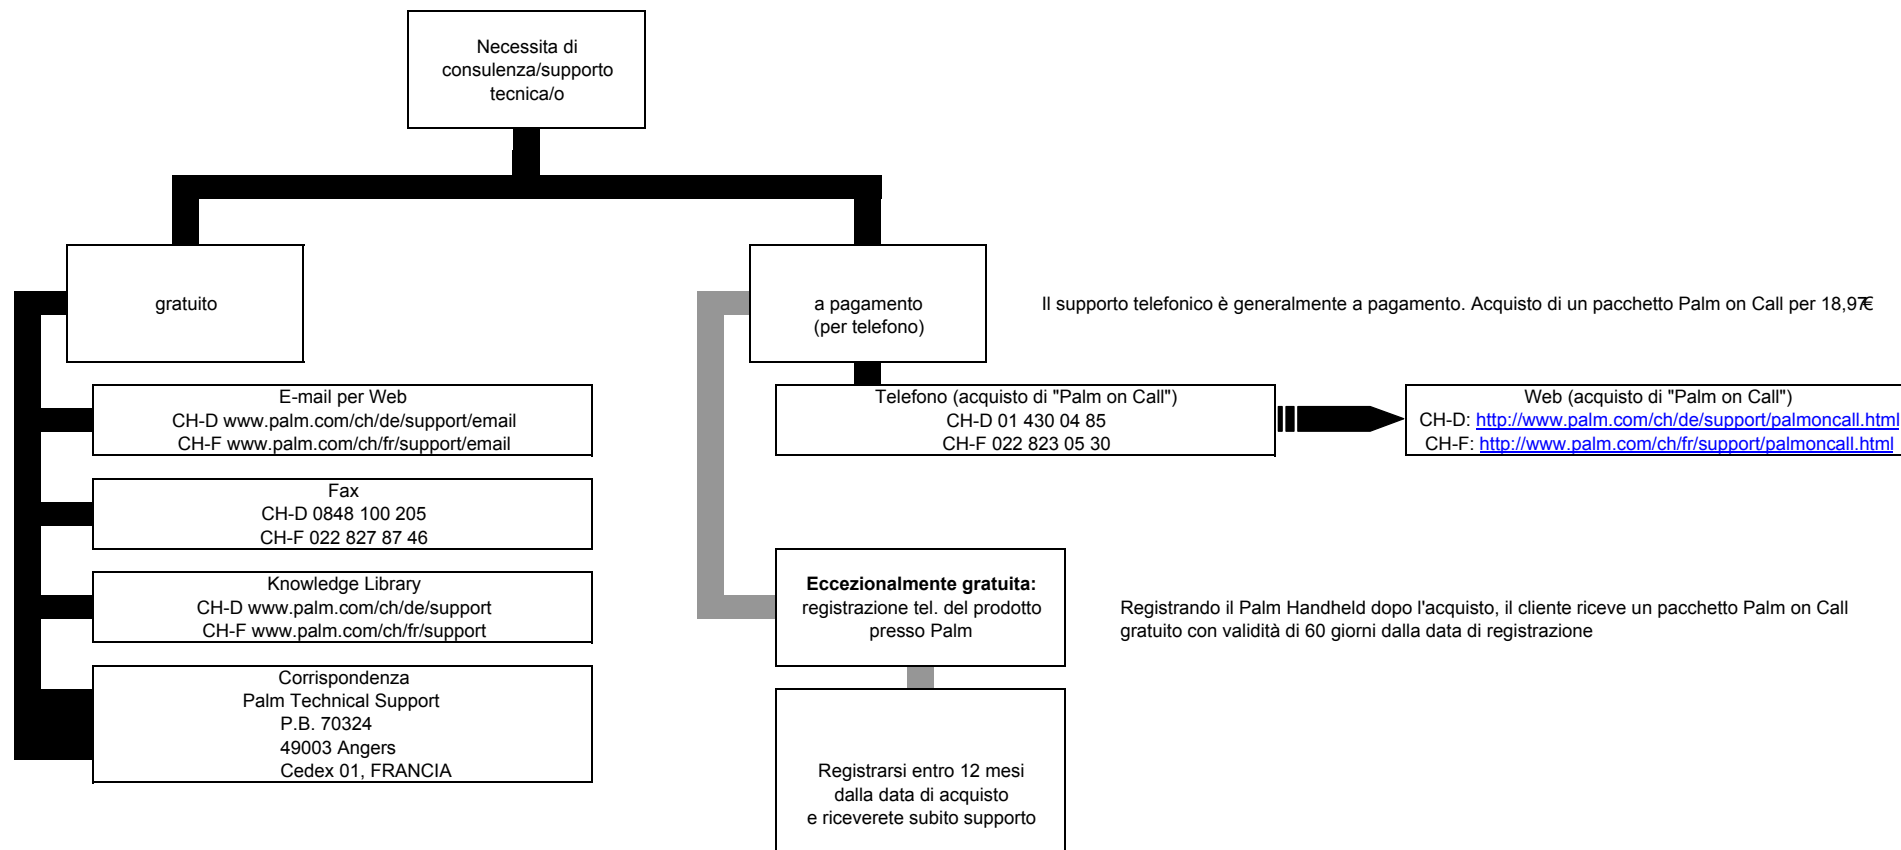 Necessita di
consulenza/supporto
tecnica/o
gratuito
a pagamento
(per telefono)
Il supporto telefonico è generalmente a pagamento. Acquisto di un pacchetto Palm on Call per 18,97€
E-mail per Web
CH-D www.palm.com/ch/de/support/email
CH-F www.palm.com/ch/fr/support/email
Telefono (acquisto di "Palm on Call")
CH-D 01 430 04 85
CH-F 022 823 05 30
Web (acquisto di "Palm on Call")
CH-D: http://www.palm.com/ch/de/support/palmoncall.html
CH-F: http://www.palm.com/ch/fr/support/palmoncall.html
Fax
CH-D 0848 100 205
CH-F 022 827 87 46
Knowledge Library
CH-D www.palm.com/ch/de/support
CH-F www.palm.com/ch/fr/support
Eccezionalmente gratuita:
registrazione tel. del prodotto
presso Palm
Registrando il Palm Handheld dopo l'acquisto, il cliente riceve un pacchetto Palm on Call
gratuito con validità di 60 giorni dalla data di registrazione
Corrispondenza
Palm Technical Support
P.B. 70324
49003 Angers
Cedex 01, FRANCIA
Registrarsi entro 12 mesi
dalla data di acquisto
e riceverete subito supporto